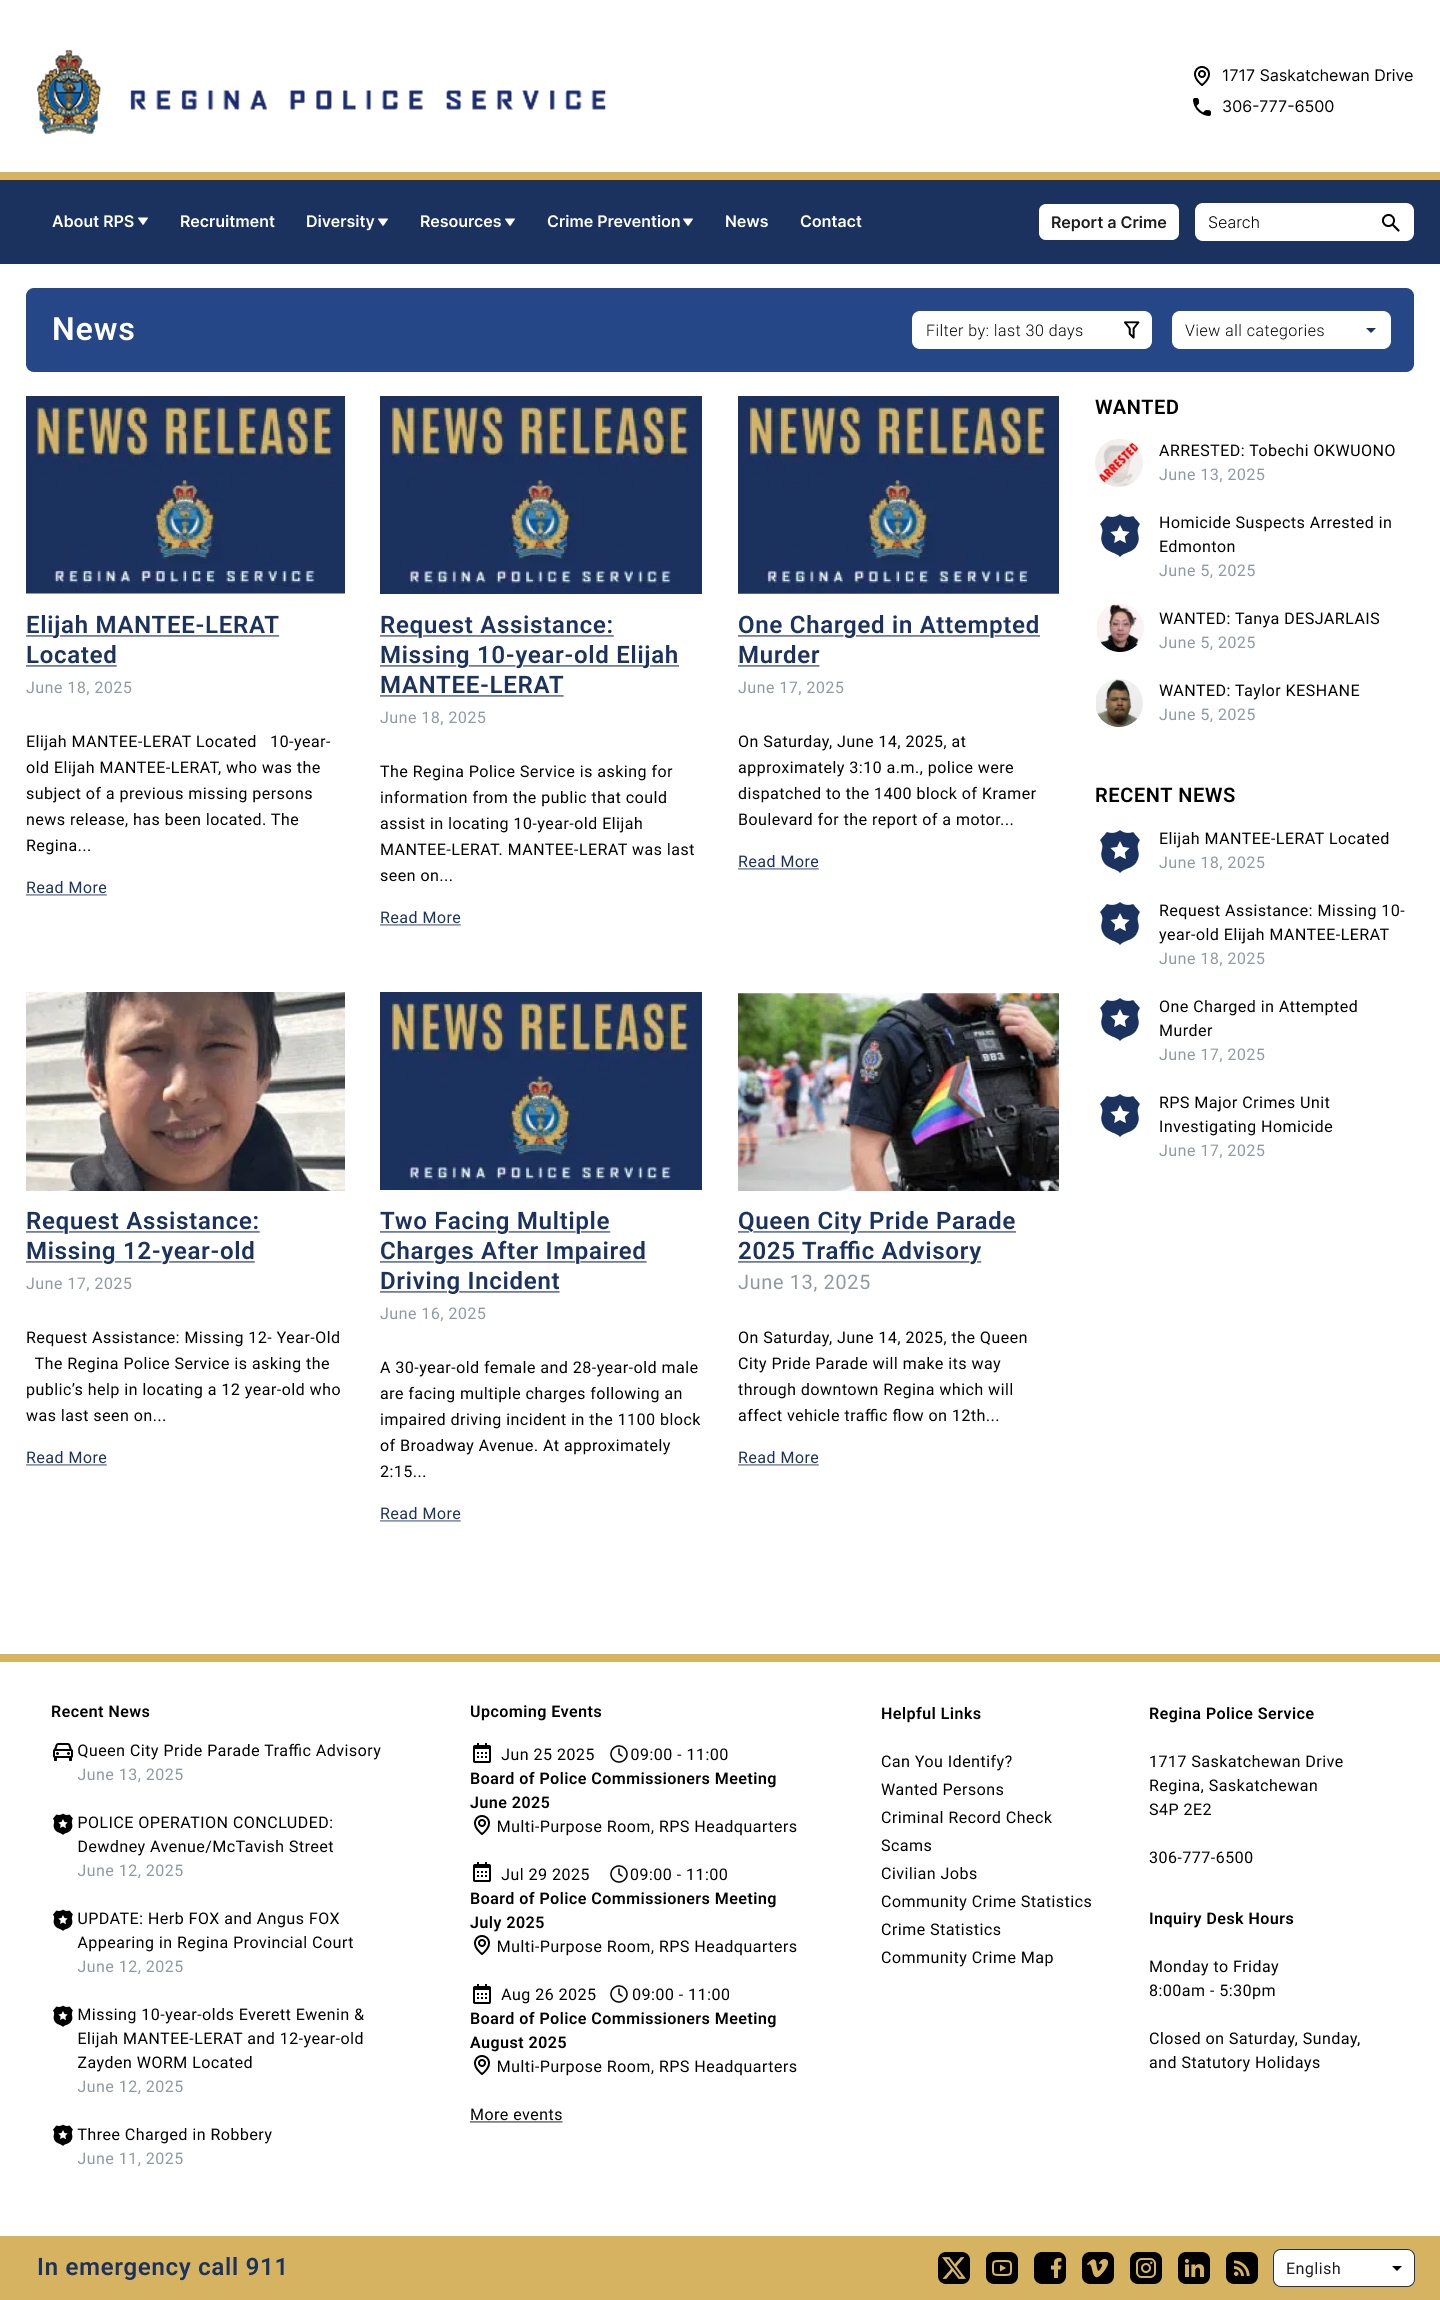 REGINA POLICE SERVICE
1717 Saskatchewan Drive
306-777-6500
About RPS
Recruitment
Diversity
Resources
Crime Prevention
News
Contact
Report a Crime
Search
News
Filter by: last 30 days
View all categories
NEWS RELEASE
REGINA POLICE SERVICE
Elijah MANTEE-LERAT
Located
June 18, 2025
Elijah MANTEE-LERAT Located 10-year-
old Elijah MANTEE-LERAT, who was the
subject of a previous missing persons
news release, has been located. The
Regina...
Read More
NEWS RELEASE
REGINA POLICE SERVICE
Request Assistance:
Missing 10-year-old Elijah
MANTEE-LERAT
June 18, 2025
The Regina Police Service is asking for
information from the public that could
assist in locating 10-year-old Elijah
MANTEE-LERAT. MANTEE-LERAT was last
seen on...
Read More
NEWS RELEASE
REGINA POLICE SERVICE
One Charged in Attempted
Murder
June 17, 2025
On Saturday, June 14, 2025, at
approximately 3:10 a.m., police were
dispatched to the 1400 block of Kramer
Boulevard for the report of a motor...
Read More
WANTED
ARRESTED
ARRESTED: Tobechi OKWUONO
June 13, 2025
Homicide Suspects Arrested in
Edmonton
June 5, 2025
WANTED: Tanya DESJARLAIS
June 5, 2025
WANTED: Taylor KESHANE
June 5, 2025
RECENT NEWS
Elijah MANTEE-LERAT Located
June 18, 2025
Request Assistance: Missing 10-
year-old Elijah MANTEE-LERAT
June 18, 2025
One Charged in Attempted
Murder
June 17, 2025
RPS Major Crimes Unit
Investigating Homicide
June 17, 2025
Request Assistance:
Missing 12-year-old
June 17, 2025
Request Assistance: Missing 12- Year-Old
The Regina Police Service is asking the
public’s help in locating a 12 year-old who
was last seen on...
Read More
NEWS RELEASE
REGINA POLICE SERVICE
Two Facing Multiple
Charges After Impaired
Driving Incident
June 16, 2025
A 30-year-old female and 28-year-old male
are facing multiple charges following an
impaired driving incident in the 1100 block
of Broadway Avenue. At approximately
2:15...
Read More
POLICE
983
Queen City Pride Parade
2025 Traffic Advisory
June 13, 2025
On Saturday, June 14, 2025, the Queen
City Pride Parade will make its way
through downtown Regina which will
affect vehicle traffic flow on 12th...
Read More
Recent News
Queen City Pride Parade Traffic Advisory
June 13, 2025
POLICE OPERATION CONCLUDED:
Dewdney Avenue/McTavish Street
June 12, 2025
UPDATE: Herb FOX and Angus FOX
Appearing in Regina Provincial Court
June 12, 2025
Missing 10-year-olds Everett Ewenin &
Elijah MANTEE-LERAT and 12-year-old
Zayden WORM Located
June 12, 2025
Three Charged in Robbery
June 11, 2025
Upcoming Events
Jun 25 2025 09:00 - 11:00
Board of Police Commissioners Meeting
June 2025
Multi-Purpose Room, RPS Headquarters
Jul 29 2025 09:00 - 11:00
Board of Police Commissioners Meeting
July 2025
Multi-Purpose Room, RPS Headquarters
Aug 26 2025 09:00 - 11:00
Board of Police Commissioners Meeting
August 2025
Multi-Purpose Room, RPS Headquarters
More events
Helpful Links
Can You Identify?
Wanted Persons
Criminal Record Check
Scams
Civilian Jobs
Community Crime Statistics
Crime Statistics
Community Crime Map
Regina Police Service
1717 Saskatchewan Drive
Regina, Saskatchewan
S4P 2E2
306-777-6500
Inquiry Desk Hours
Monday to Friday
8:00am - 5:30pm
Closed on Saturday, Sunday,
and Statutory Holidays
In emergency call 911
English